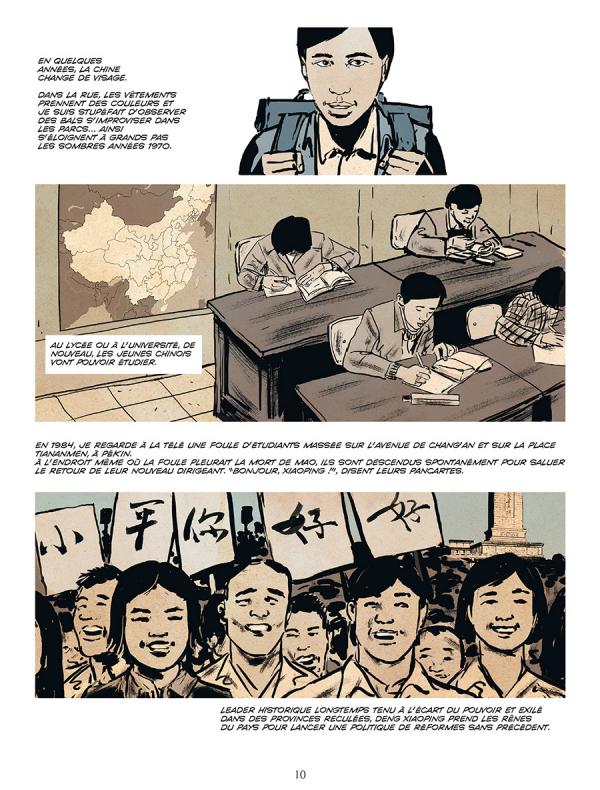 EN QUELQUES
ANNÉES, LA CHINE
CHANGE DE VISAGE.
DANS LA RUE, LES VÊTEMENTS
PRENNENT DES COULEURS ET
JE SUIS STUPÉFAIT D'OBSERVER
DES BALS S'IMPROVISER DANS
LES PARCS... AINSI
S'ÉLOIGNENT À GRANDS PAS
LES SOMBRES ANNÉES 1970.
AU LYCÉE OU À L'UNIVERSITÉ, DE
NOUVEAU, LES JEUNES CHINOIS
VONT POUVOIR ÉTUDIER.
EN 1984, JE REGARDE À LA TÉLÉ UNE FOULE D'ÉTUDIANTS MASSÉE SUR L'AVENUE DE CHANG'AN ET SUR LA PLACE
TIANANMEN, À PÉKIN.
À L'ENDROIT MÊME OÙ LA FOULE PLEURAIT LA MORT DE MAO, ILS SONT DESCENDUS SPONTANÉMENT POUR SALUER
LE RETOUR DE LEUR NOUVEAU DIRIGEANT. "BONJOUR, XIAOPING !", DISENT LEURS PANCARTES.
小 平 你 好 好
LEADER HISTORIQUE LONGTEMPS TENU À L'ÉCART DU POUVOIR ET EXILÉ
DANS DES PROVINCES RECULÉES, DENG XIAOPING PREND LES RÊNES
DU PAYS POUR LANCER UNE POLITIQUE DE RÉFORMES SANS PRÉCÉDENT.
10